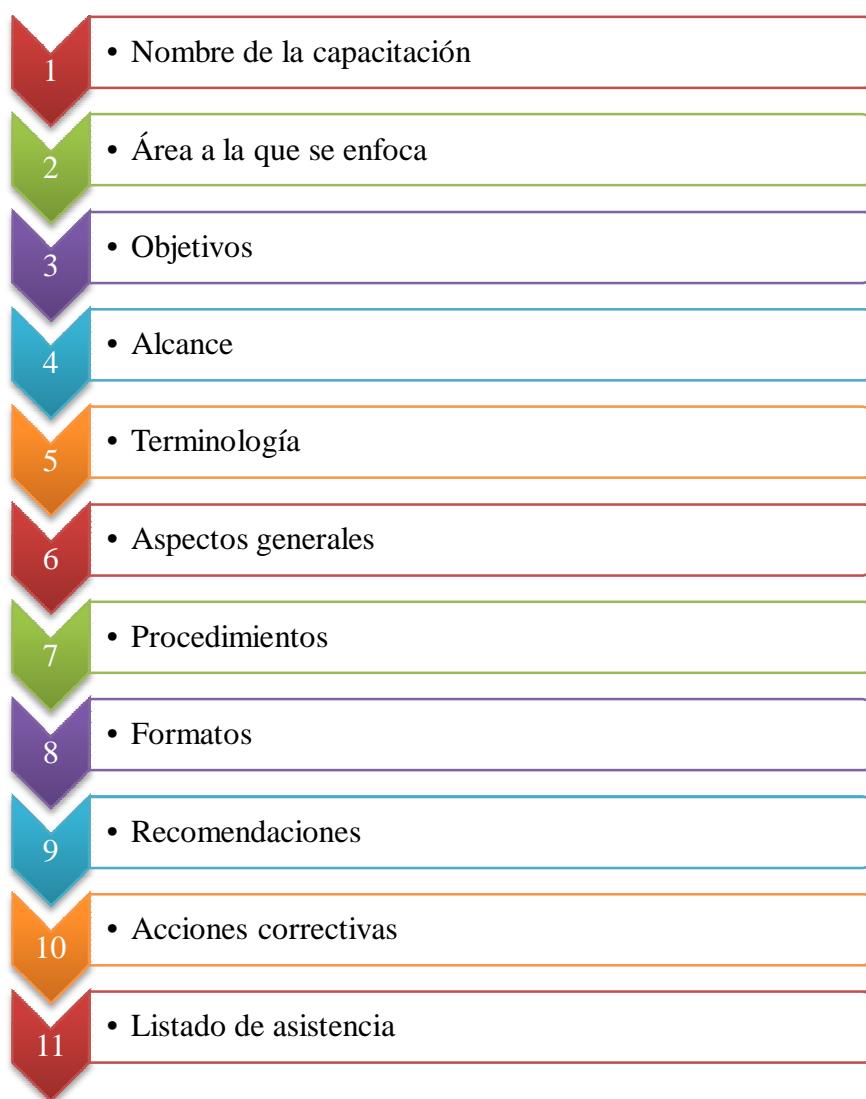 1 • Nombre de la capacitación
2 • Área a la que se enfoca
3 • Objetivos
4 • Alcance
5 • Terminología
6 • Aspectos generales
7 • Procedimientos
8 • Formatos
9 • Recomendaciones
10 • Acciones correctivas
11 • Listado de asistencia